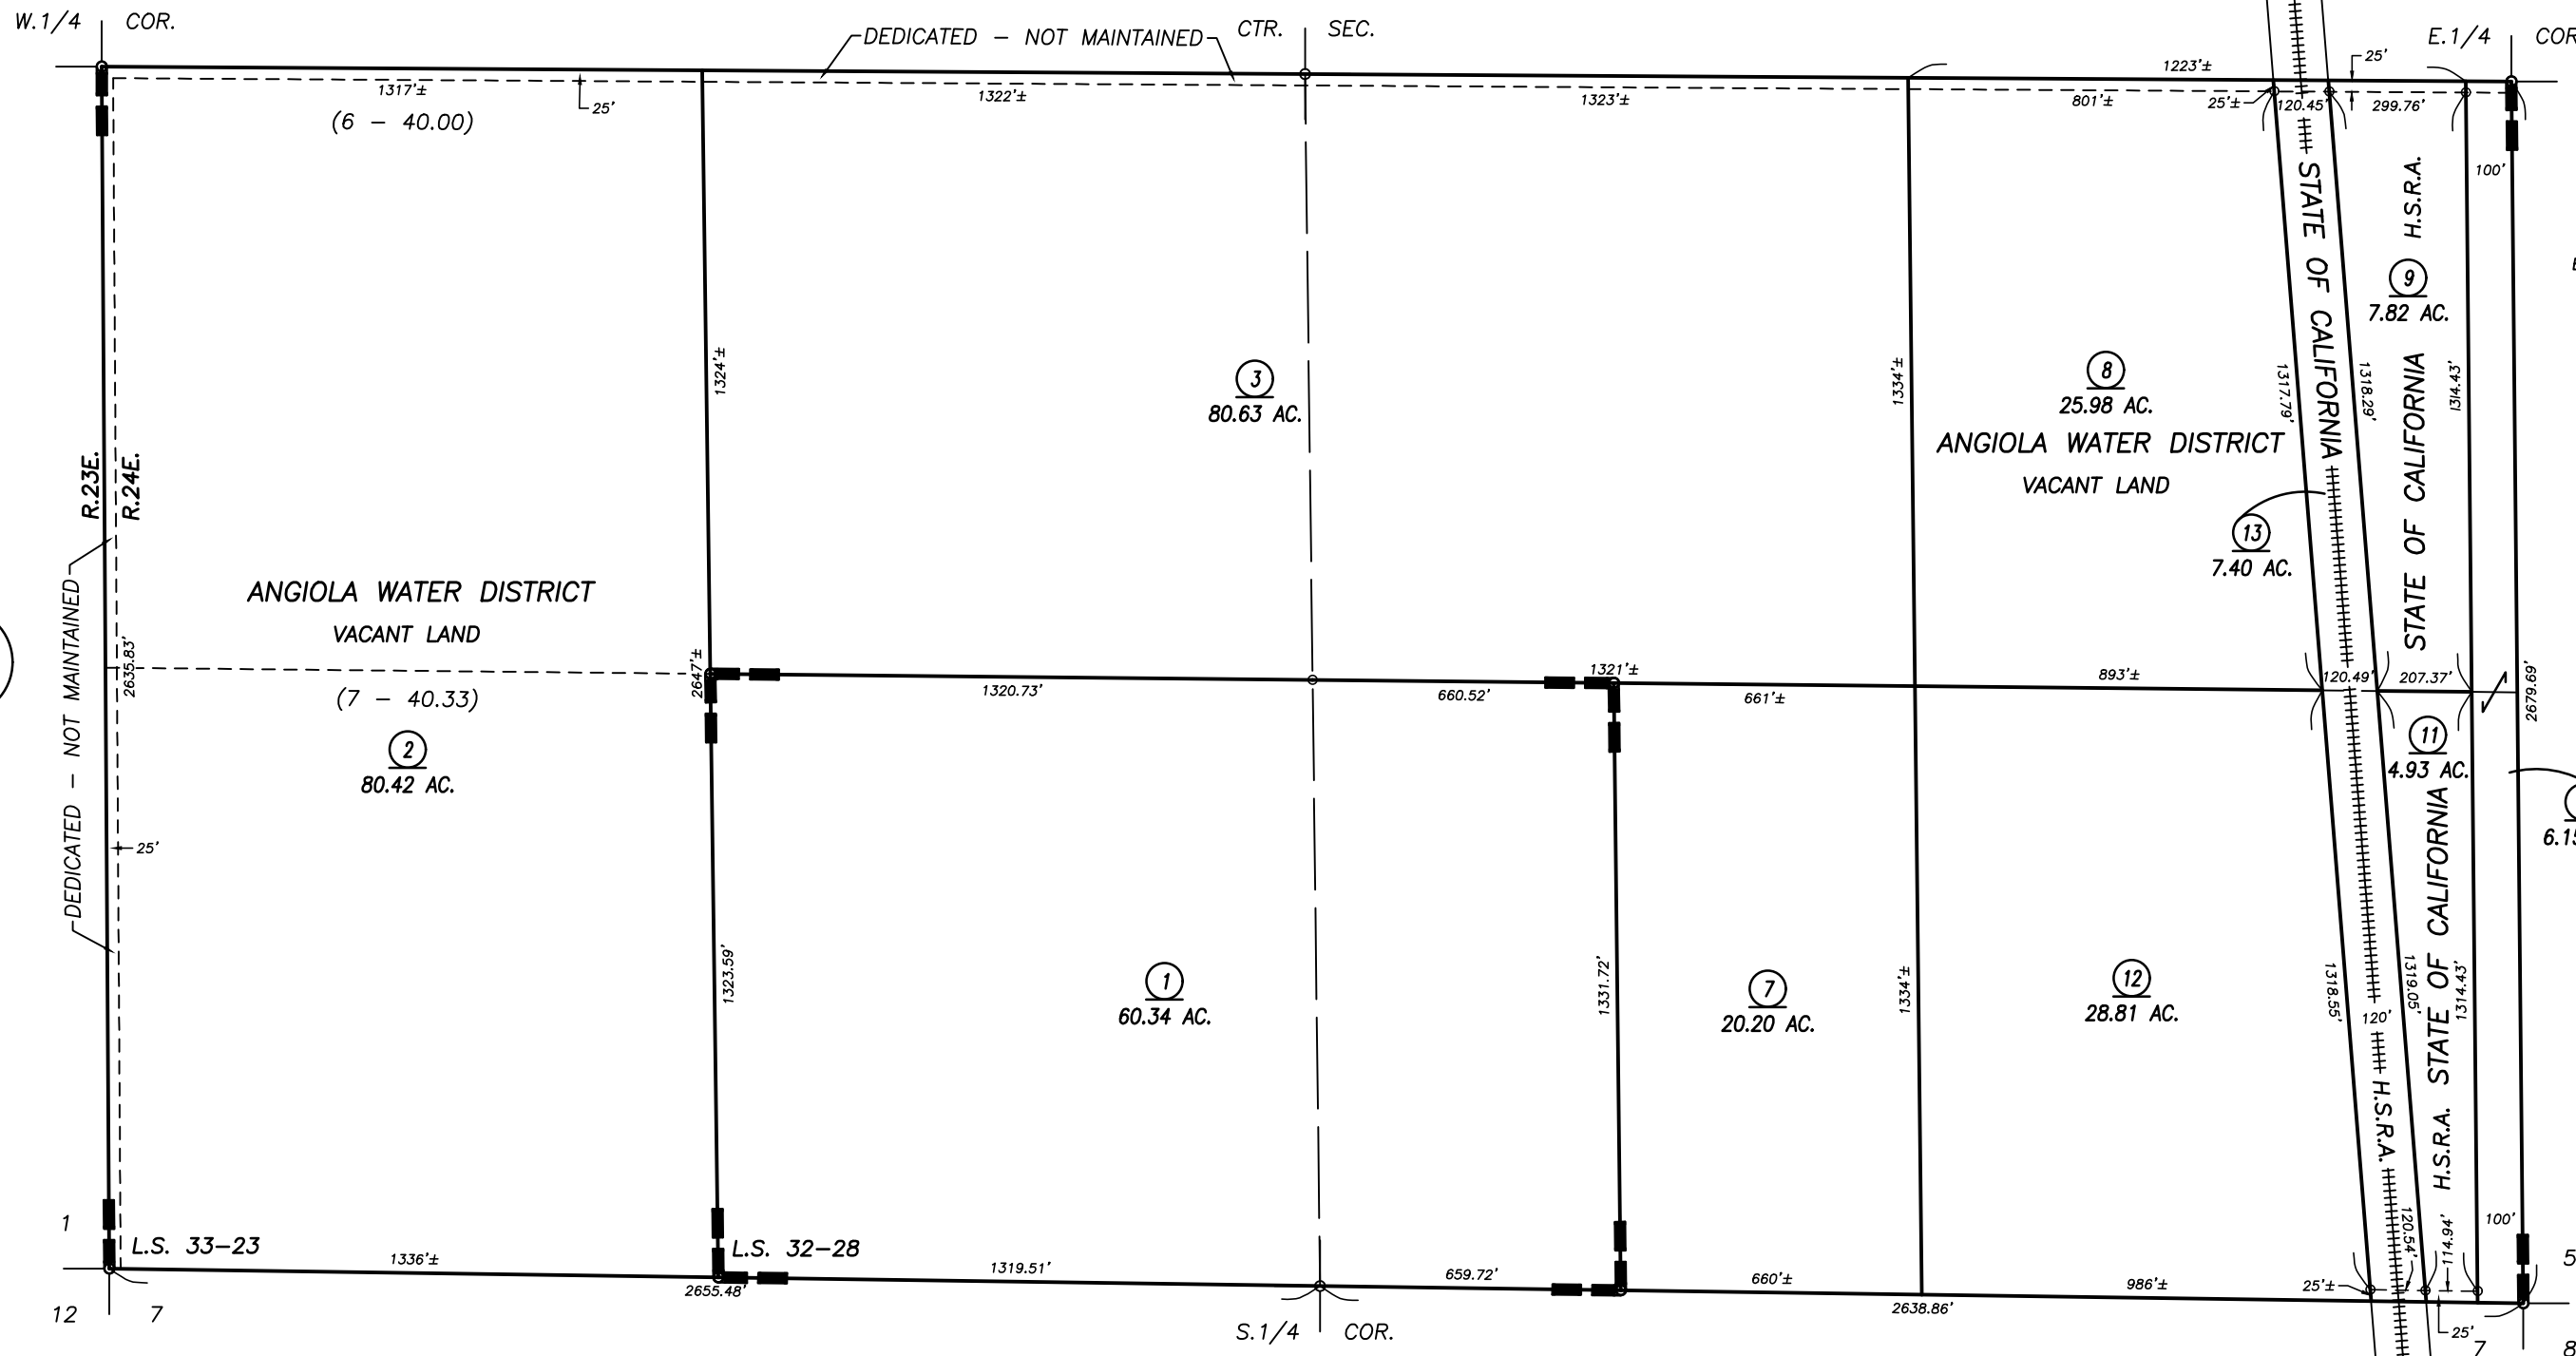 W.1/4 COR.
DEDICATED - NOT MAINTAINED
CTR. SEC.
E.1/4 COR
1317'±
(6 - 40.00)
25'
1322'±
1323'±
1223'±
801'±
25'±
120.45'
25'
299.76'
100'
1324'±
3
80.63 AC.
1334'±
8
25.98 AC.
ANGIOLA WATER DISTRICT
VACANT LAND
1317.79'
STATE OF CALIFORNIA
1318.29'
H.S.R.A.
9
7.82 AC.
STATE OF CALIFORNIA
1314.43'
13
7.40 AC.
R.23E.
R.24E.
DEDICATED - NOT MAINTAINED
ANGIOLA WATER DISTRICT
VACANT LAND
2635.83'
(7 - 40.33)
2
80.42 AC.
25'
2647'±
1320.73'
660.52'
1321'±
661'±
893'±
120.49'
207.37'
2679.69'
11
4.93 AC.
6.15
1323.59'
1
60.34 AC.
1331.72'
7
20.20 AC.
1334'±
12
28.81 AC.
1318.55'
120'
1319.05'
STATE OF CALIFORNIA
1314.43'
H.S.R.A.
H.S.R.A.
120.54'
114.94'
100'
1
L.S. 33-23
1336'±
L.S. 32-28
2655.48'
1319.51'
659.72'
660'±
2638.86'
986'±
25'±
25'
5
12 7
S.1/4 COR.
7 8